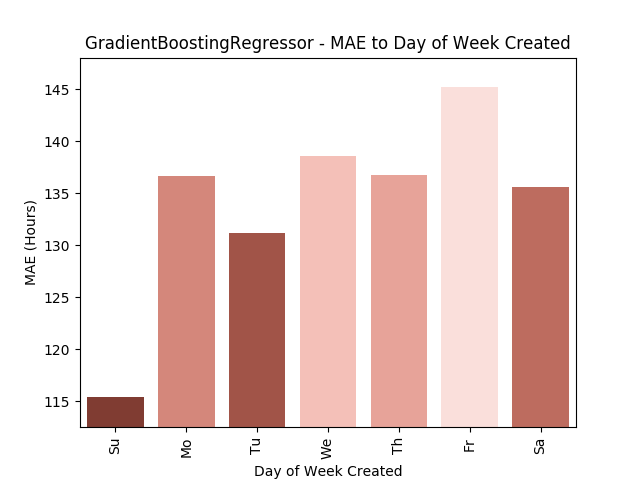 GradientBoostingRegressor - MAE to Day of Week Created
145
140
135
130
125
120
115
MAE (Hours)
Su
Mo
Tu
We
Th
Fr
Sa
Day of Week Created